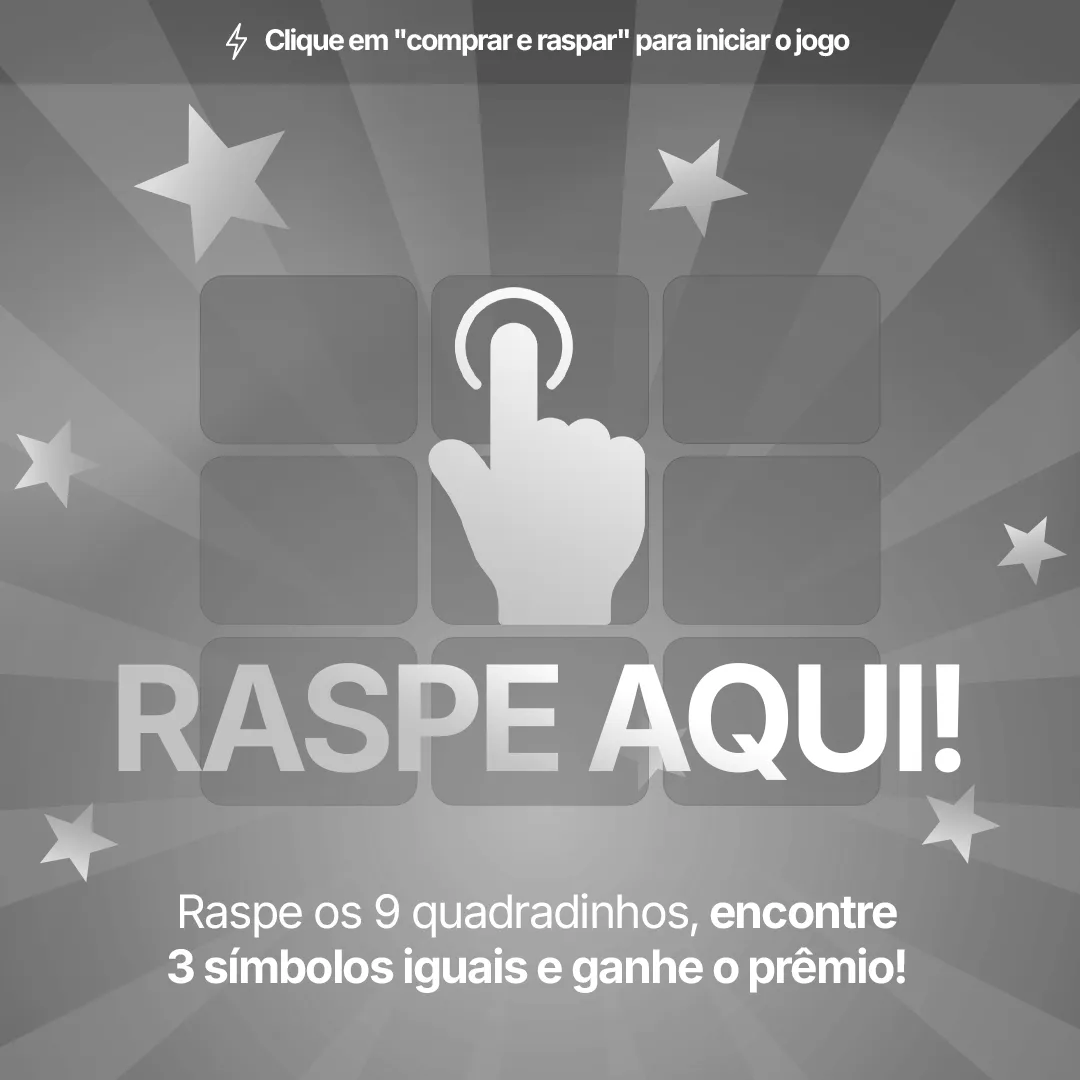 Clique em "comprar e raspar" para iniciar o jogo
RASPE AQUI!
Raspe os 9 quadradinhos, encontre
3 símbolos iguais e ganhe o prêmio!